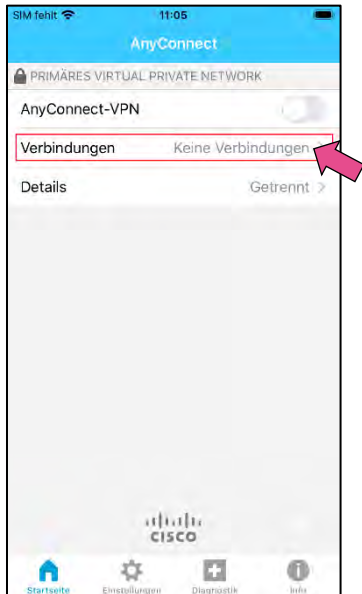 SIM fehlt 11:05
AnyConnect
PRIMÄRES VIRTUAL PRIVATE NETWORK
AnyConnect-VPN
Verbindungen Keine Verbindungen
Details Getrennt
CISCO
Startseite Einstellungen Diagnostik Info